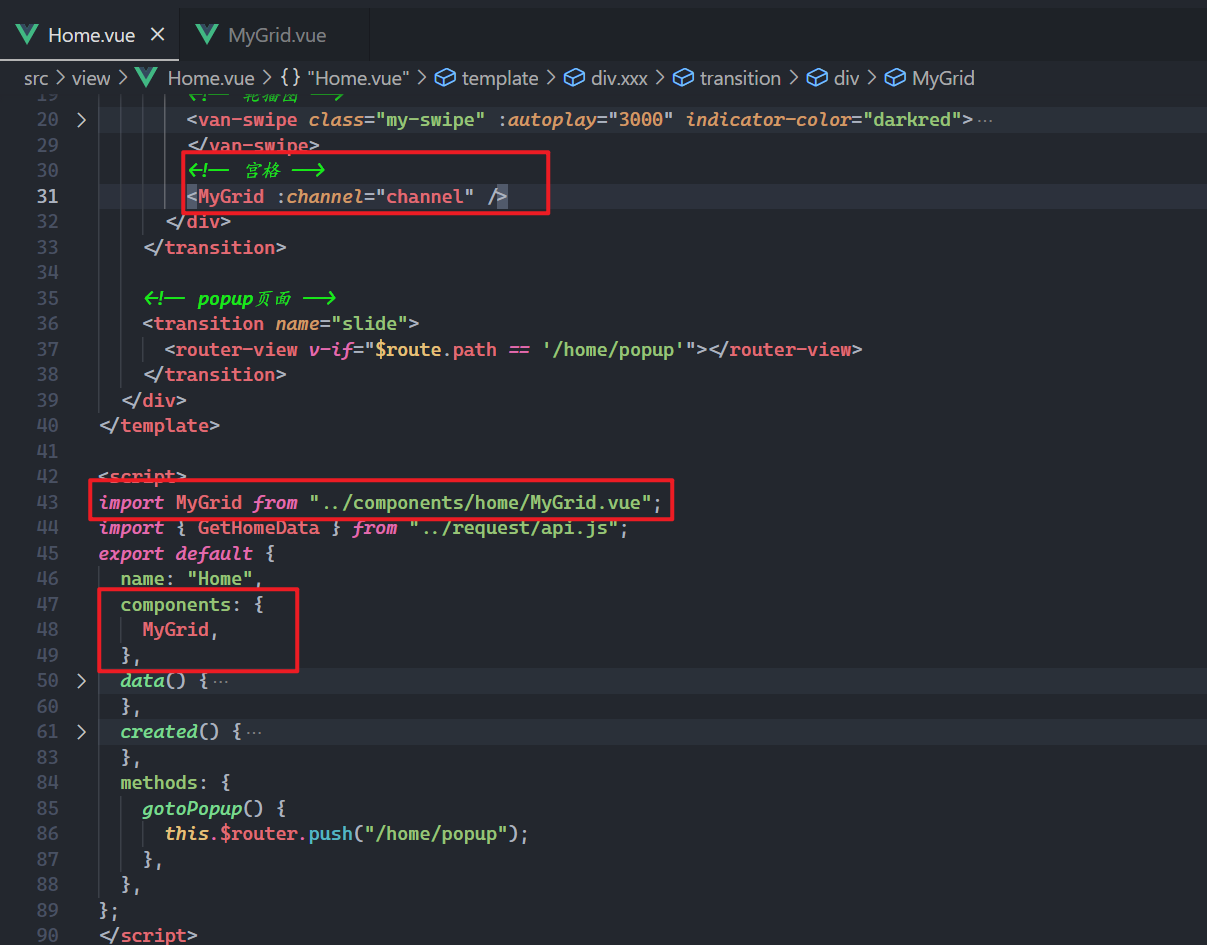 Home.vue
MyGrid.vue
src > view > Home.vue > {} "Home.vue" > template > div.xxx > transition > div > MyGrid
19 <!-- 轮播图 -->
20 > <van-swipe class="my-swipe" :autoplay="3000" indicator-color="darkred">···
29 </van-swipe>
30 <!-- 宫格 -->
31 <MyGrid :channel="channel" />
32 </div>
33 </transition>
34
35 <!-- popup页面 -->
36 <transition name="slide">
37 <router-view v-if="$route.path == '/home/popup'"></router-view>
38 </transition>
39 </div>
40 </template>
41
42 <script>
43 import MyGrid from "../components/home/MyGrid.vue";
44 import { GetHomeData } from "../request/api.js";
45 export default {
46 name: "Home",
47 components: {
48 MyGrid,
49 },
50 > data() {···
60 },
61 > created() {···
83 },
84 methods: {
85 gotoPopup() {
86 this.$router.push("/home/popup");
87 },
88 },
89 };
90 </script>